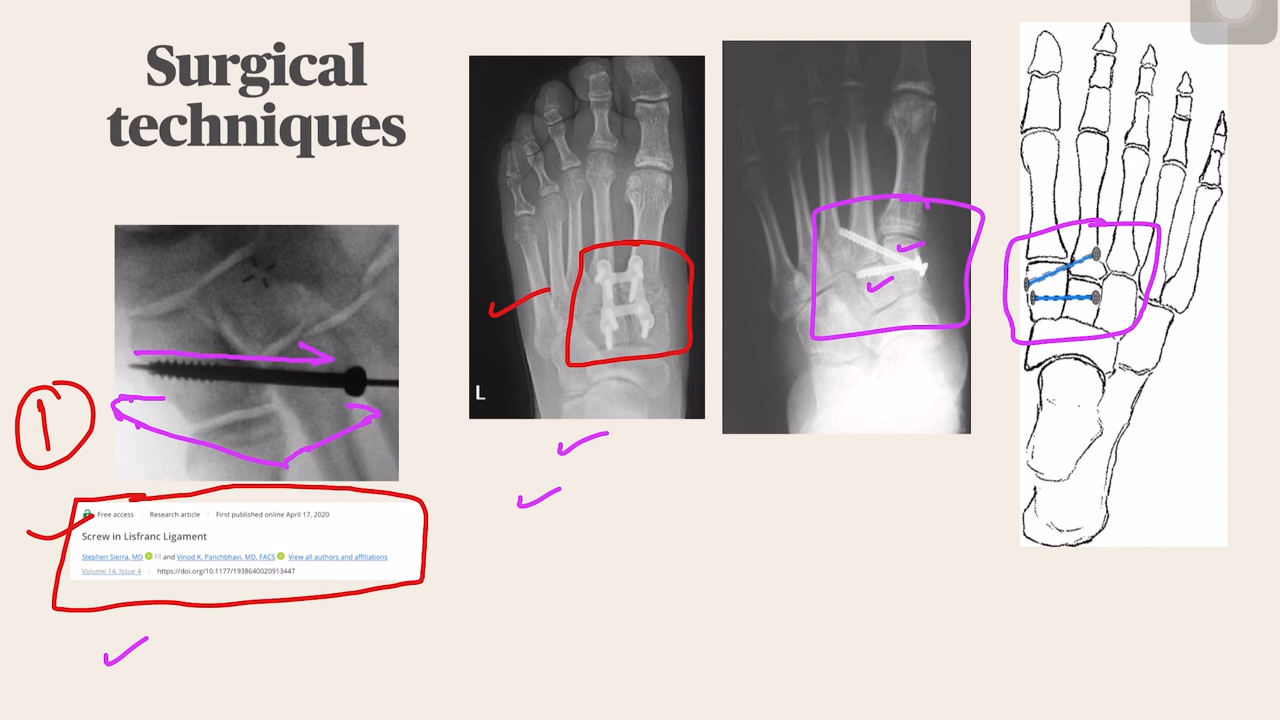 Surgical
techniques
1
L
Free access | Research article | First published online April 17, 2020
Screw in Lisfranc Ligament
Stephen Sierra, MD and Vinod K. Panchbhavi, MD, FACS View all authors and affiliations
Volume 14, Issue 4 | https://doi.org/10.1177/1938640020913447